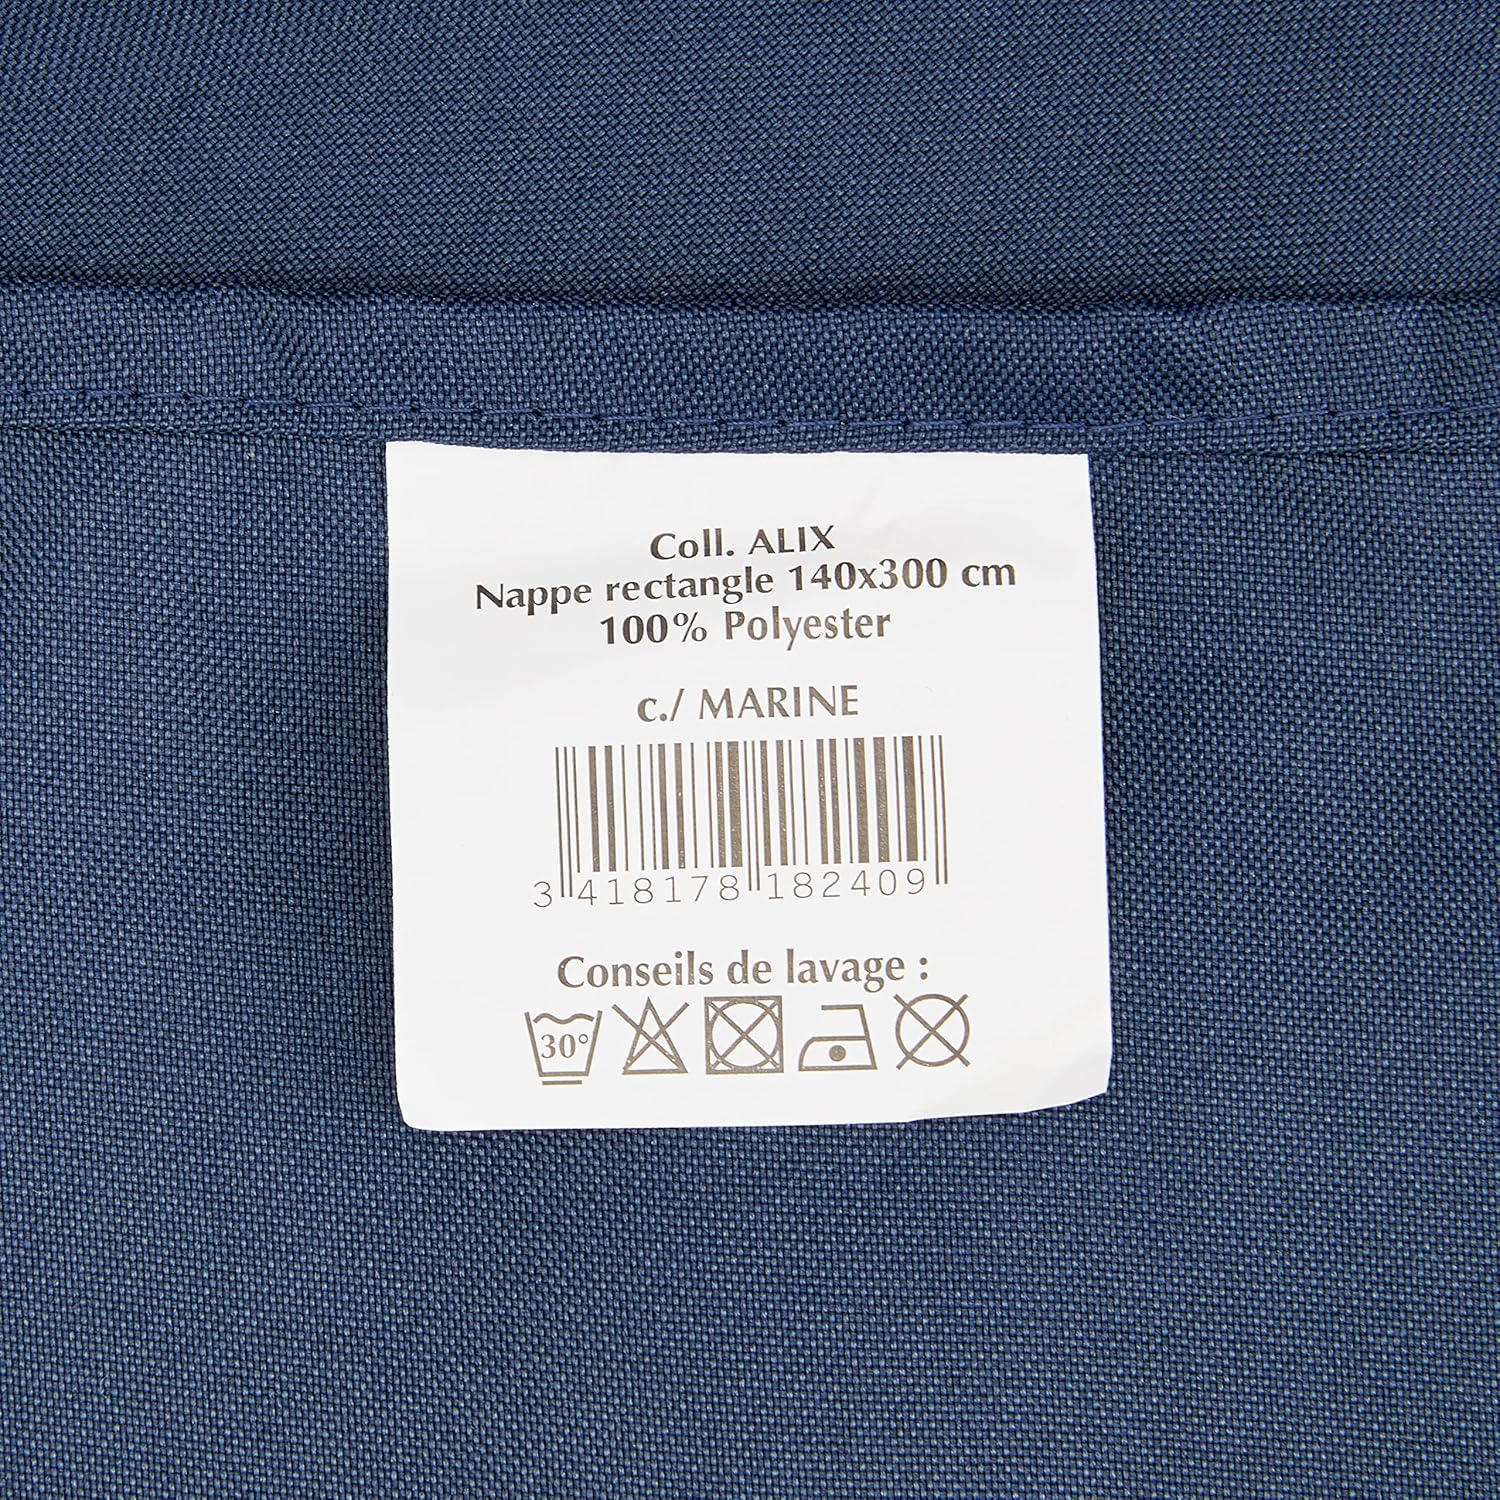 Coll. ALIX
Nappe rectangle 140x300 cm
100% Polyester
c./ MARINE
3 418178 182409
Conseils de lavage :
30°